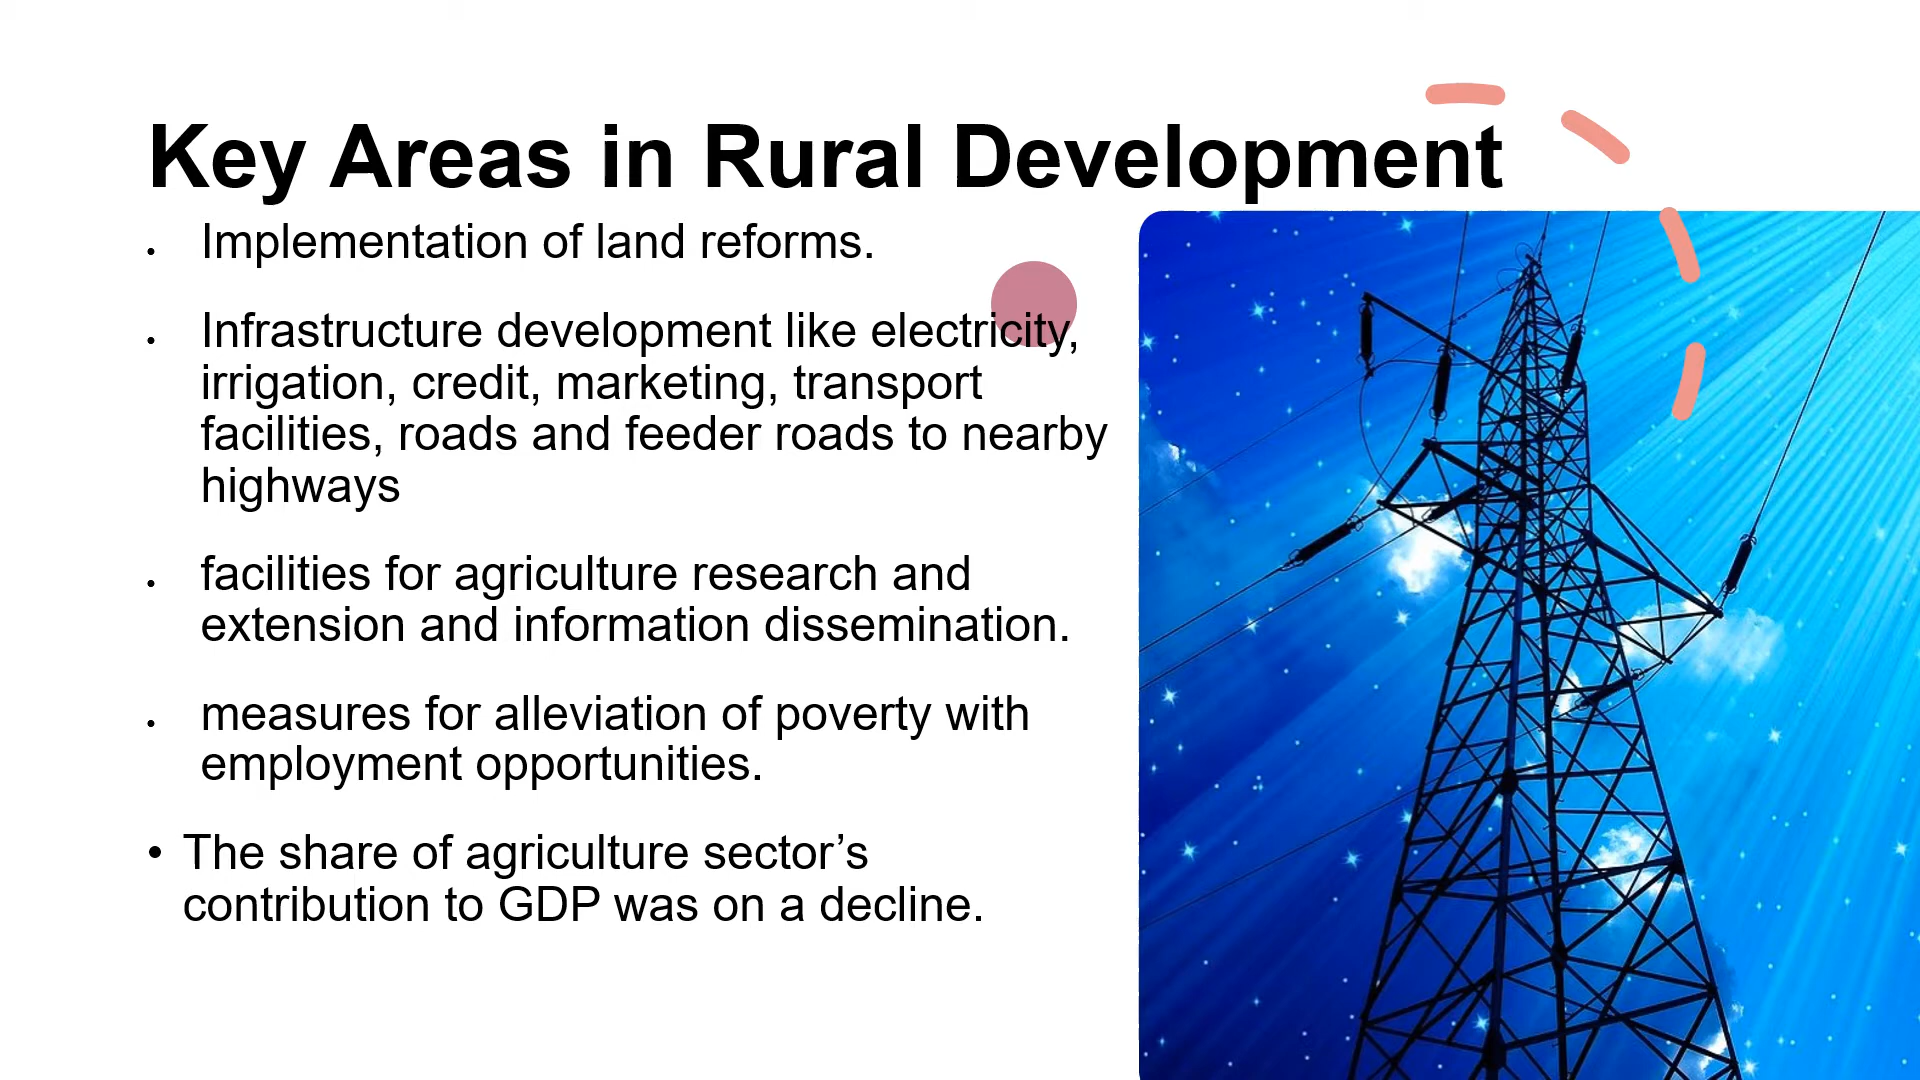 Key Areas in Rural Development
• Implementation of land reforms.
• Infrastructure development like electricity,
irrigation, credit, marketing, transport
facilities, roads and feeder roads to nearby
highways
• facilities for agriculture research and
extension and information dissemination.
• measures for alleviation of poverty with
employment opportunities.
• The share of agriculture sector’s
contribution to GDP was on a decline.